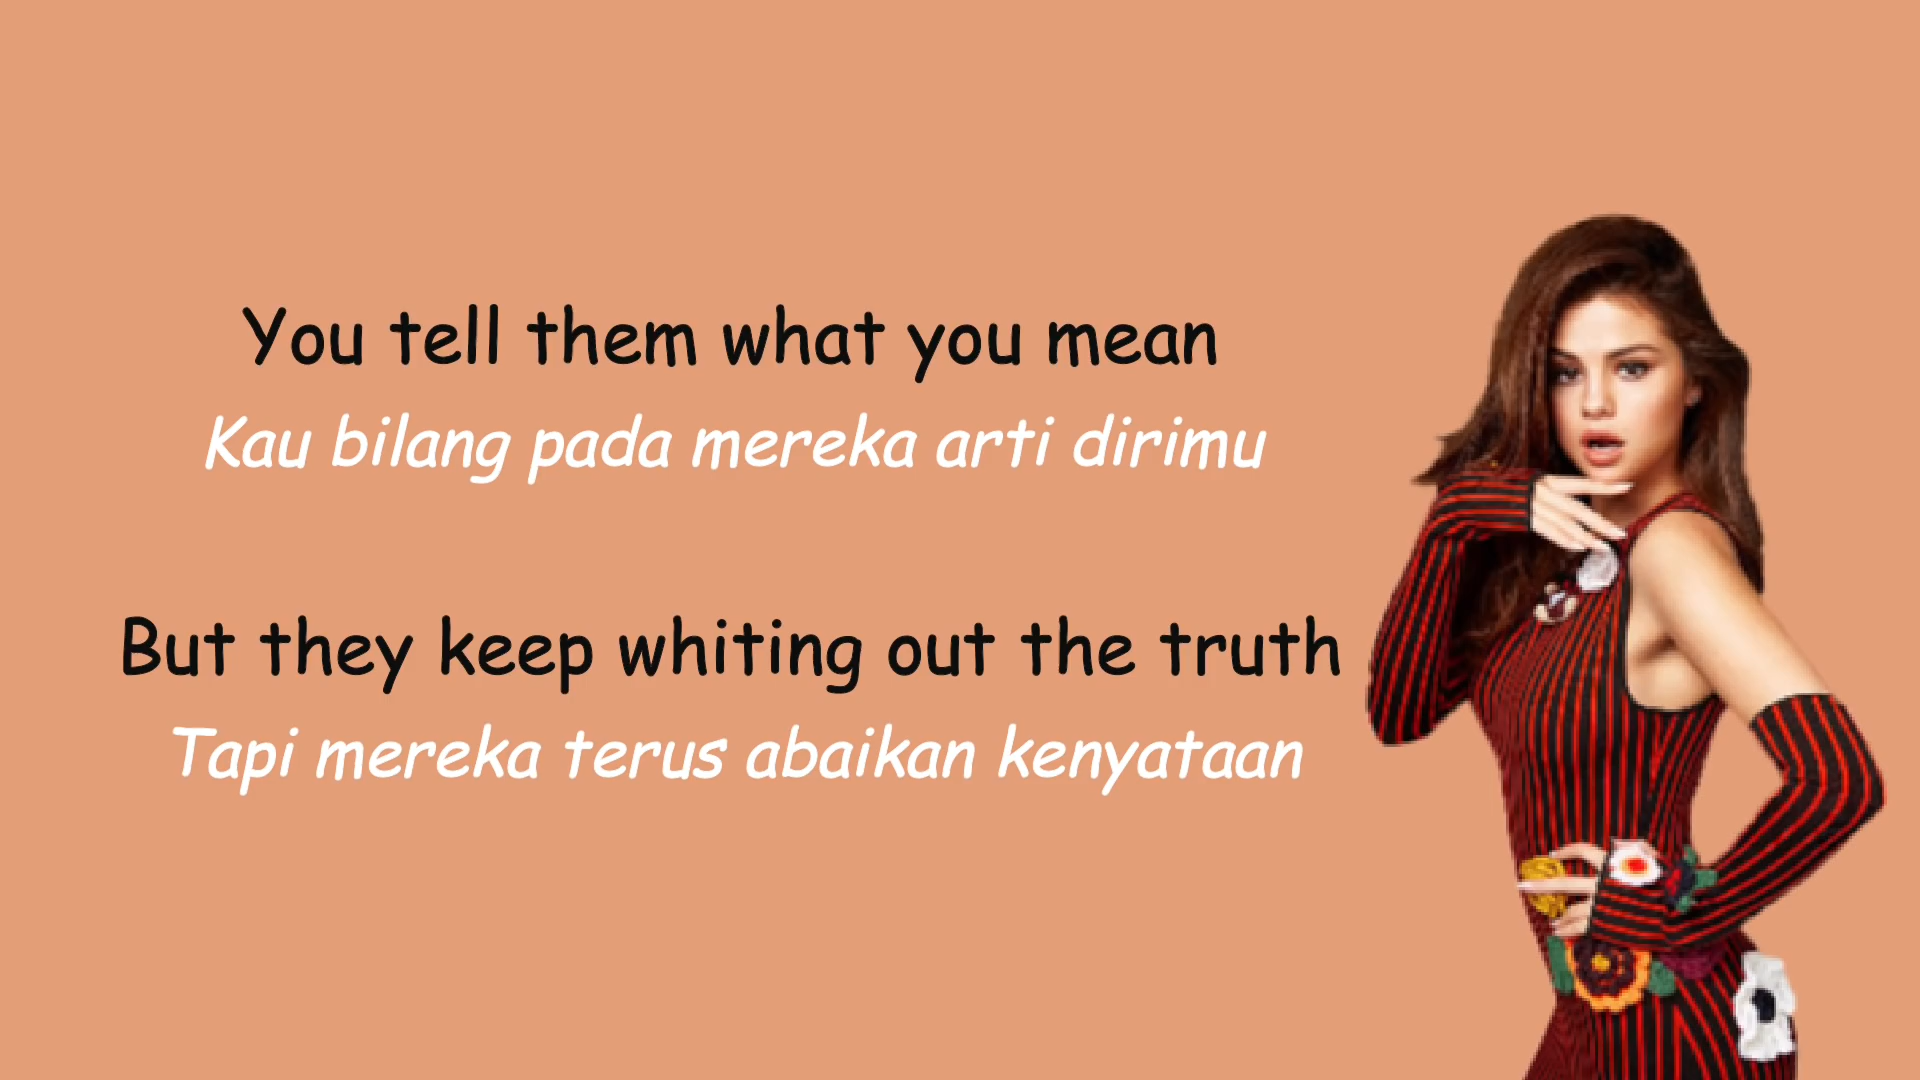 You tell them what you mean
Kau bilang pada mereka arti dirimu
But they keep whiting out the truth
Tapi mereka terus abaikan kenyataan